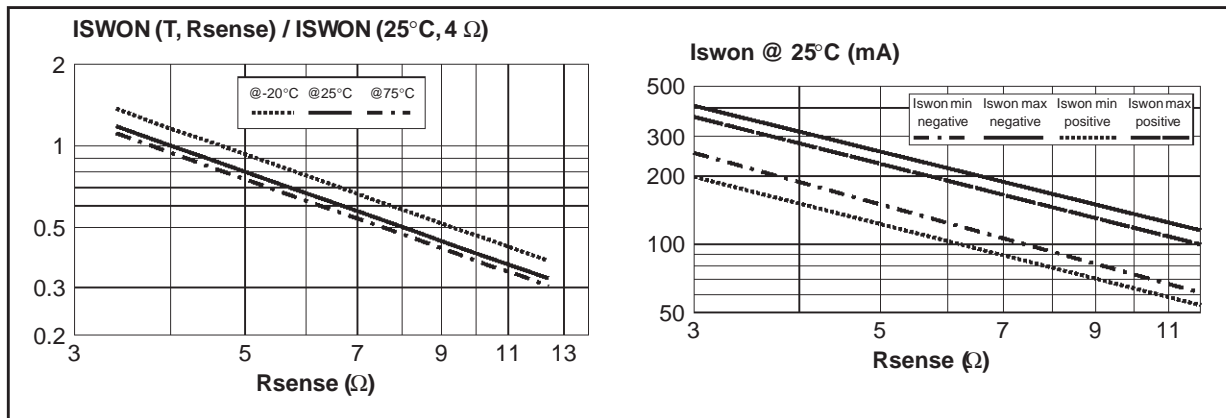 ISWON (T, Rsense) / ISWON (25°C, 4 Ω)
2
1
0.5
0.3
0.2
@-20°C @25°C @75°C
3 5 7 9 11 13
Rsense (Ω)
Iswon @ 25°C (mA)
500
300
200
100
50
Iswon min negative
Iswon max negative
Iswon min positive
Iswon max positive
3 5 7 9 11
Rsense (Ω)